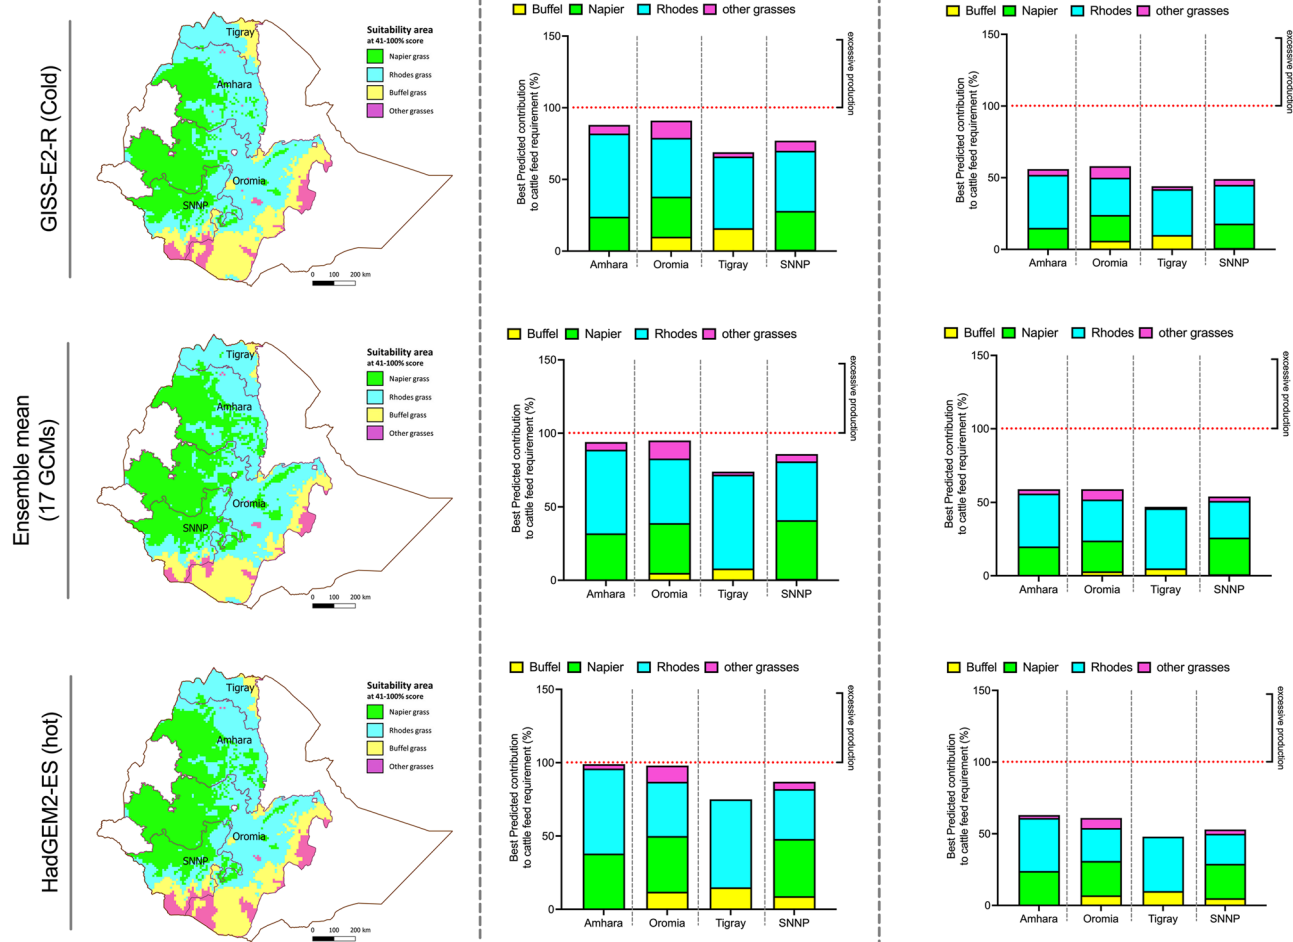 GISS-E2-R (Cold)
Tigray
Amhara
Oromia
SNNP
Suitability area
at 41-100% score
Napier grass
Rhodes grass
Buffel grass
Other grasses
0 100 200 km
Buffel Napier Rhodes other grasses
Best Predicted contribution
to cattle feed requirement (%)
150
100
50
0
Amhara Oromia Tigray SNNP
excessive production
Buffel Napier Rhodes other grasses
Best Predicted contribution
to cattle feed requirement (%)
150
100
50
0
Amhara Oromia Tigray SNNP
excessive production
Ensemble mean
(17 GCMs)
Tigray
Amhara
Oromia
SNNP
Suitability area
at 41-100% score
Napier grass
Rhodes grass
Buffel grass
Other grasses
0 100 200 km
Buffel Napier Rhodes other grasses
Best Predicted contribution
to cattle feed requirement (%)
150
100
50
0
Amhara Oromia Tigray SNNP
excessive production
Buffel Napier Rhodes other grasses
Best Predicted contribution
to cattle feed requirement (%)
150
100
50
0
Amhara Oromia Tigray SNNP
excessive production
HadGEM2-ES (hot)
Tigray
Amhara
Oromia
SNNP
Suitability area
at 41-100% score
Napier grass
Rhodes grass
Buffel grass
Other grasses
0 100 200 km
Buffel Napier Rhodes other grasses
Best Predicted contribution
to cattle feed requirement (%)
150
100
50
0
Amhara Oromia Tigray SNNP
excessive production
Buffel Napier Rhodes other grasses
Best Predicted contribution
to cattle feed requirement (%)
150
100
50
0
Amhara Oromia Tigray SNNP
excessive production